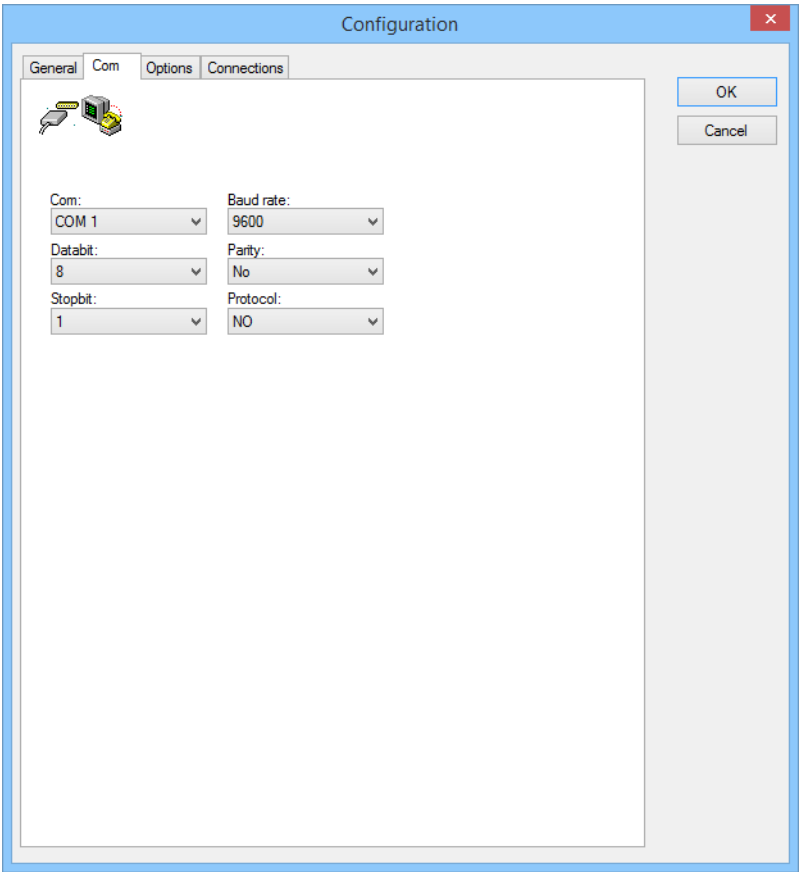 Configuration
General Com Options Connections
OK
Cancel
Com: Baud rate:
COM 1 9600
Databit: Parity:
8 No
Stopbit: Protocol:
1 NO